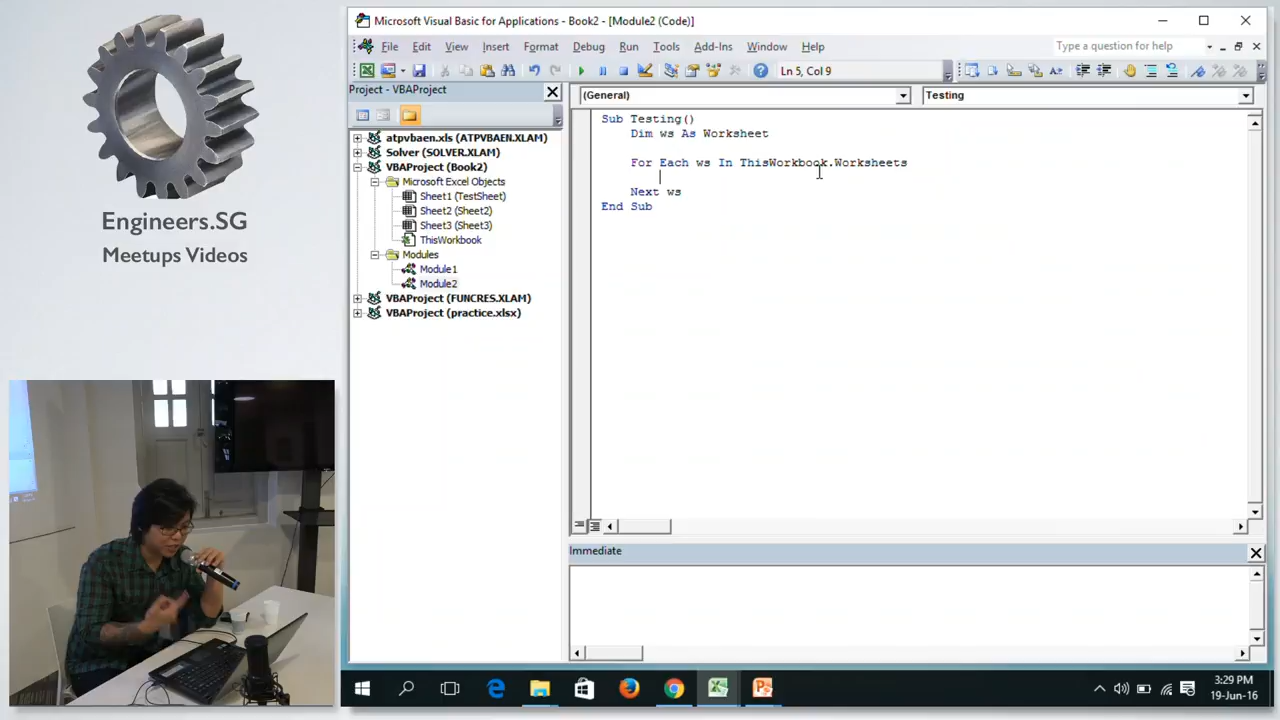 Microsoft Visual Basic for Applications - Book2 - [Module2 (Code)]
File Edit View Insert Format Debug Run Tools Add-Ins Window Help
Type a question for help
Ln 5, Col 9
Project - VBAProject
(General)
Testing
atpvbaen.xls (ATPVBAEN.XLAM)
Solver (SOLVER.XLAM)
VBAProject (Book2)
Microsoft Excel Objects
Sheet1 (TestSheet)
Sheet2 (Sheet2)
Sheet3 (Sheet3)
ThisWorkbook
Modules
Module1
Module2
VBAProject (FUNCRES.XLAM)
VBAProject (practice.xlsx)
Sub Testing()
Dim ws As Worksheet
For Each ws In ThisWorkbook.Worksheets
Next ws
End Sub
Immediate
Engineers.SG
Meetups Videos
3:29 PM
19-Jun-16